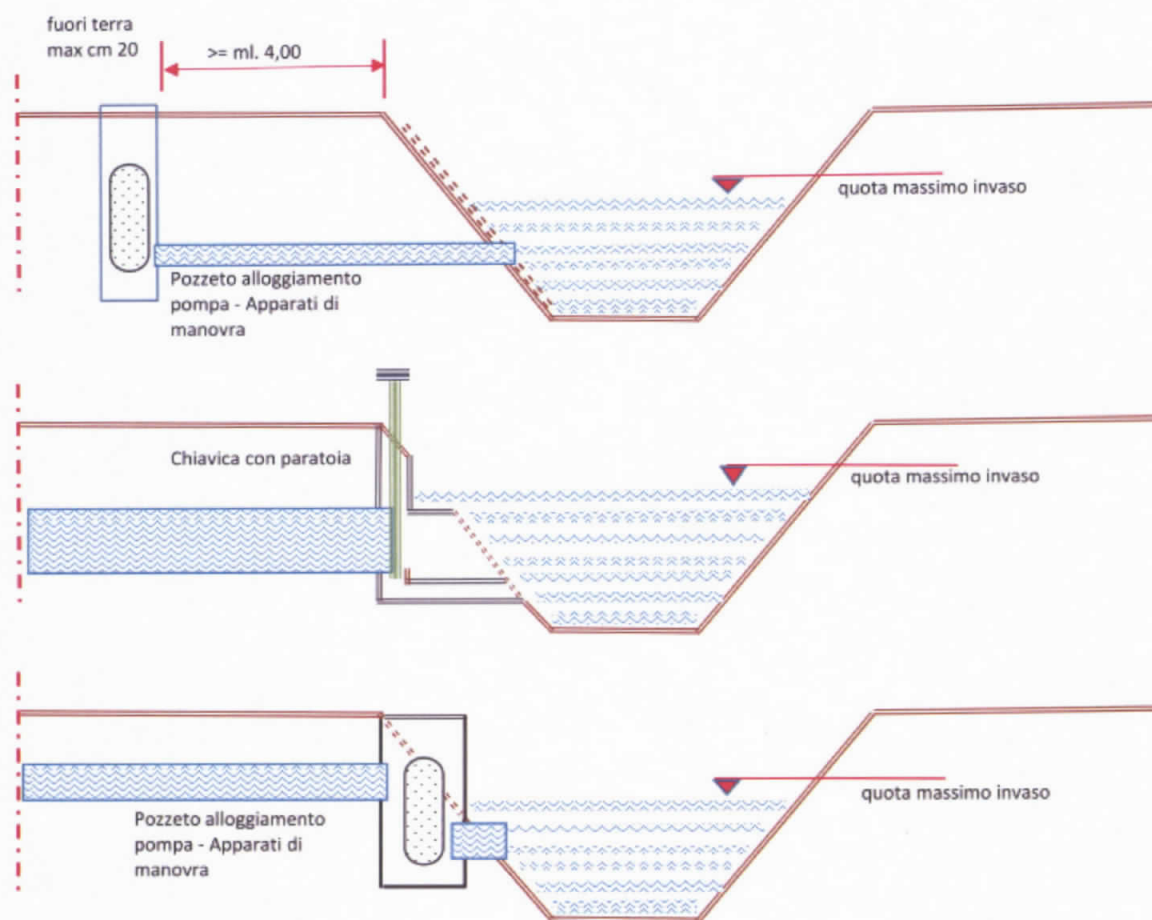 fuori terra
max cm 20
>= ml. 4,00
quota massimo invaso
Pozzeto alloggiamento
pompa - Apparati di
manovra
Chiavica con paratoia
quota massimo invaso
quota massimo invaso
Pozzeto alloggiamento
pompa - Apparati di
manovra